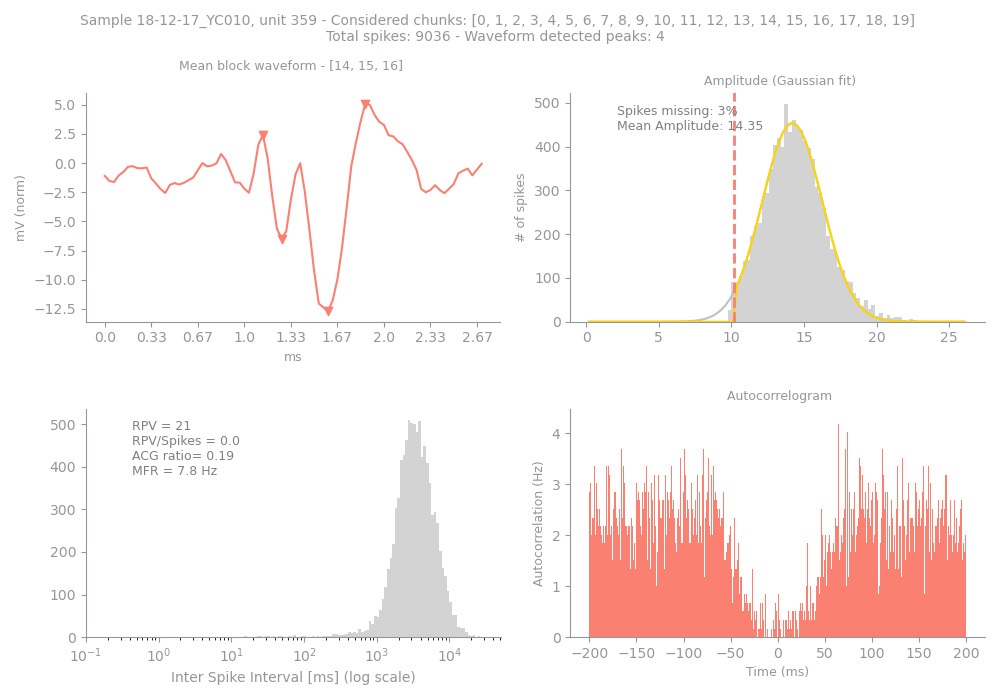 Sample 18-12-17_YC010, unit 359 - Considered chunks: [0, 1, 2, 3, 4, 5, 6, 7, 8, 9, 10, 11, 12, 13, 14, 15, 16, 17, 18, 19]
Total spikes: 9036 - Waveform detected peaks: 4
Mean block waveform - [14, 15, 16]
mV (norm)
5.0
2.5
0.0
−2.5
−5.0
−7.5
−10.0
−12.5
0.0 0.33 0.67 1.0 1.33 1.67 2.0 2.33 2.67
ms
Amplitude (Gaussian fit)
Spikes missing: 3%
Mean Amplitude: 14.35
# of spikes
500
400
300
200
100
0
0 5 10 15 20 25
RPV = 21
RPV/Spikes = 0.0
ACG ratio= 0.19
MFR = 7.8 Hz
500
400
300
200
100
0
10⁻¹ 10⁰ 10¹ 10² 10³ 10⁴
Inter Spike Interval [ms] (log scale)
Autocorrelogram
Autocorrelation (Hz)
4
3
2
1
0
−200 −150 −100 −50 0 50 100 150 200
Time (ms)